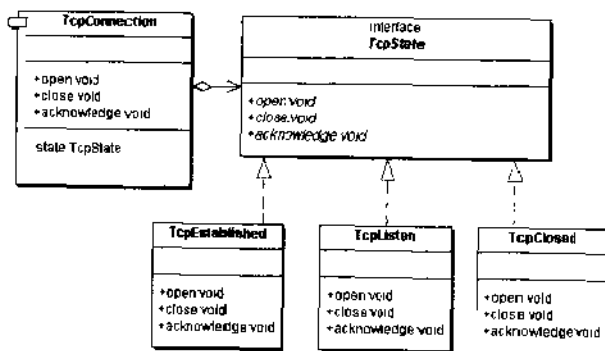 TcpConnection
+open void
+close void
+acknowledge void
state TcpState
interface
TcpState
+open void
+close void
+acknowledge void
TcpEstablished
+open void
+close void
+acknowledge void
TcpListen
+open void
+close void
+acknowledge void
TcpClosed
+open void
+close void
+acknowledge void